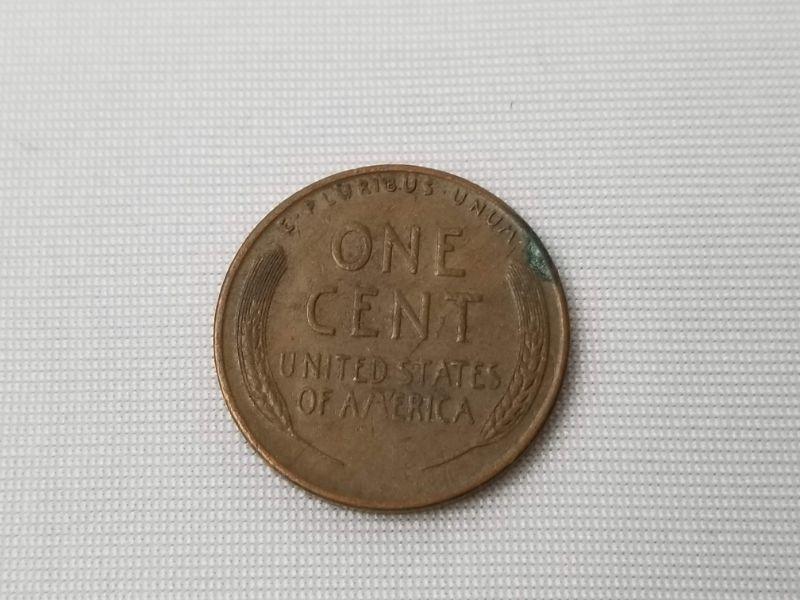 E·PLURIBUS·UNUM
ONE
CENT
UNITED STATES
OF AMERICA